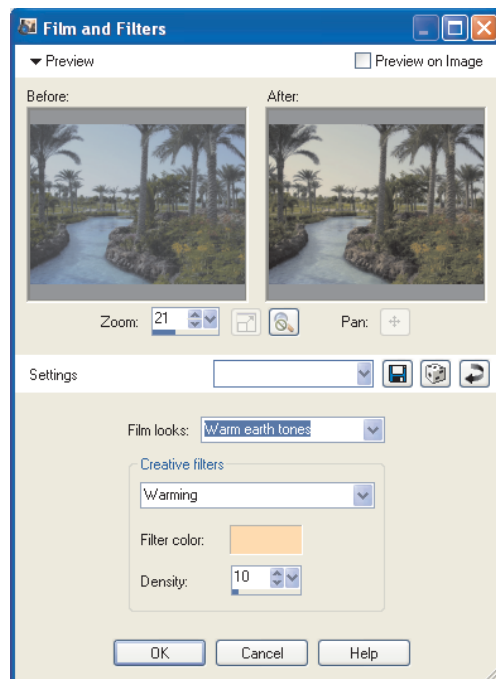 Film and Filters
Preview
Preview on Image
Before:
After:
Zoom: 21
Pan:
Settings
Film looks: Warm earth tones
Creative filters
Warming
Filter color:
Density: 10
OK
Cancel
Help